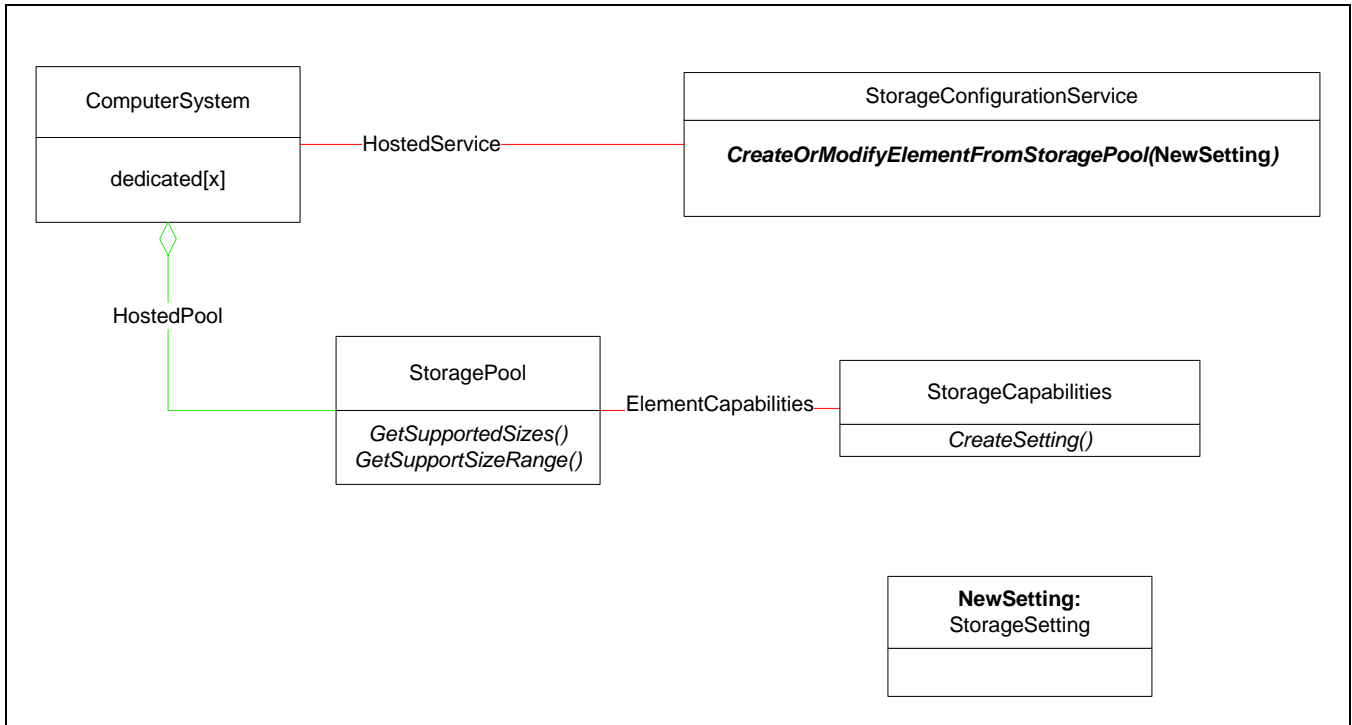 ComputerSystem
dedicated[x]
HostedService
StorageConfigurationService
CreateOrModifyElementFromStoragePool(NewSetting)
HostedPool
StoragePool
GetSupportedSizes()
GetSupportSizeRange()
ElementCapabilities
StorageCapabilities
CreateSetting()
NewSetting:
StorageSetting